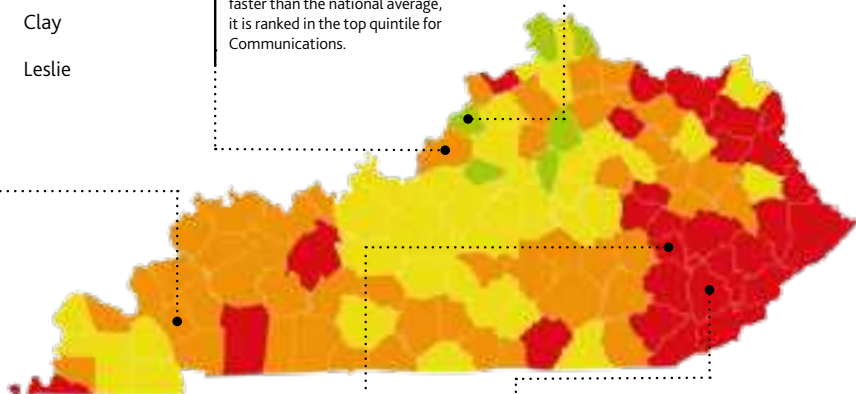 Clay
Leslie
faster than the national average,
it is ranked in the top quintile for
Communications.